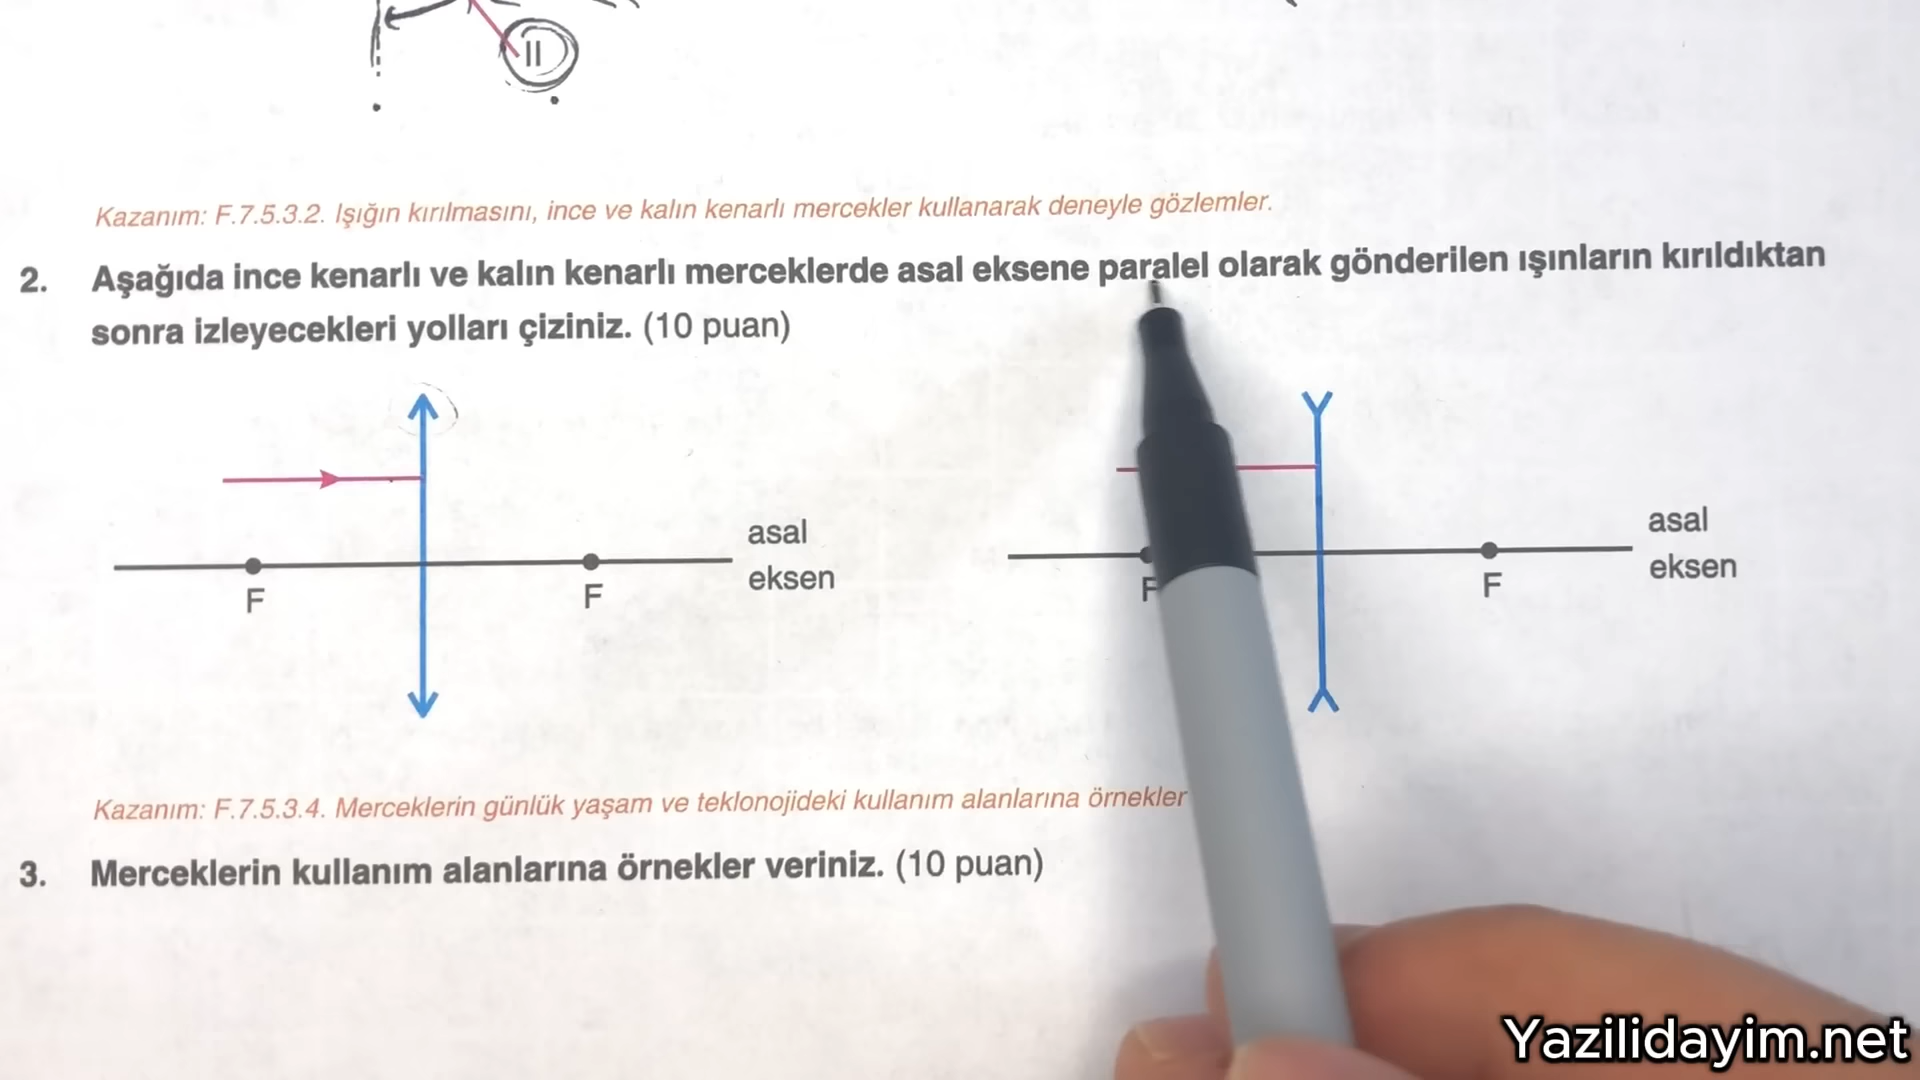 II
Kazanım: F.7.5.3.2. Işığın kırılmasını, ince ve kalın kenarlı mercekler kullanarak deneyle gözlemler.
2. Aşağıda ince kenarlı ve kalın kenarlı merceklerde asal eksene paralel olarak gönderilen ışınların kırıldıktan
sonra izleyecekleri yolları çiziniz. (10 puan)
asal
eksen
F
F
asal
eksen
F
F
Kazanım: F.7.5.3.4. Merceklerin günlük yaşam ve teklonojideki kullanım alanlarına örnekler
3. Merceklerin kullanım alanlarına örnekler veriniz. (10 puan)
Yazilidayim.net